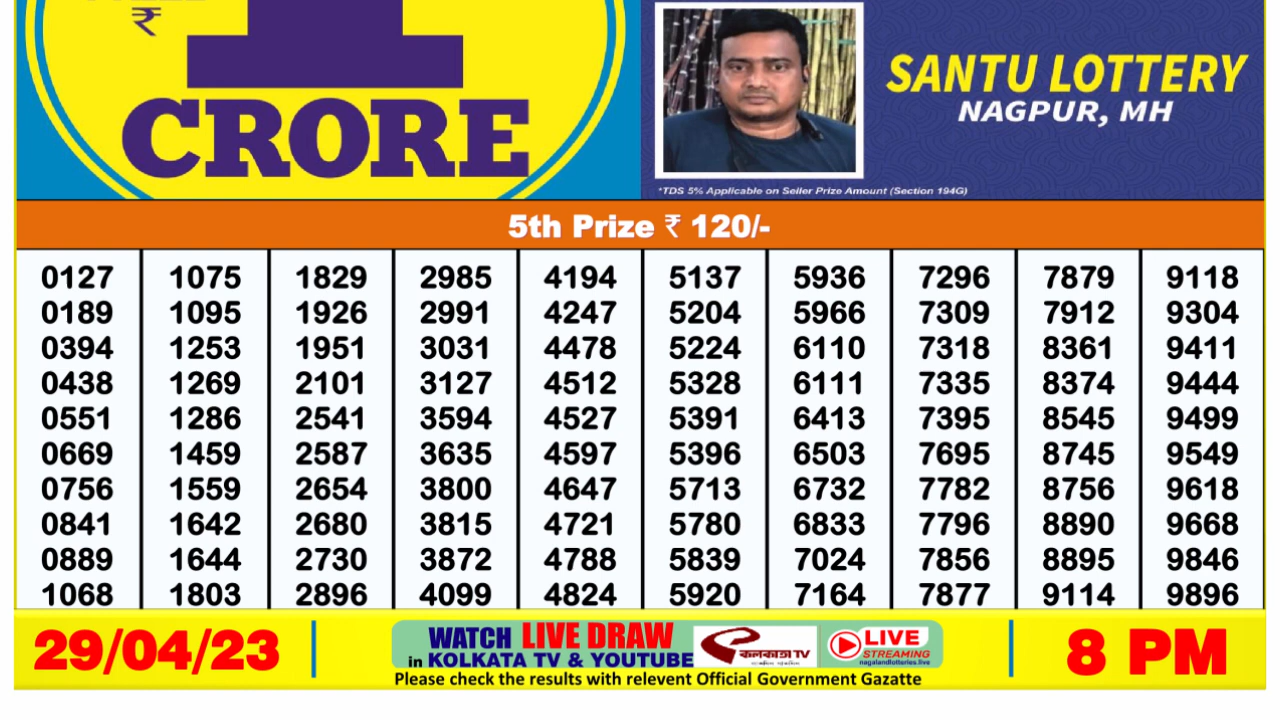 ₹
1
CRORE
SANTU LOTTERY
NAGPUR, MH
*TDS 5% Applicable on Seller Prize Amount (Section 194G)
5th Prize ₹ 120/-
0127 1075 1829 2985 4194 5137 5936 7296 7879 9118
0189 1095 1926 2991 4247 5204 5966 7309 7912 9304
0394 1253 1951 3031 4478 5224 6110 7318 8361 9411
0438 1269 2101 3127 4512 5328 6111 7335 8374 9444
0551 1286 2541 3594 4527 5391 6413 7395 8545 9499
0669 1459 2587 3635 4597 5396 6503 7695 8745 9549
0756 1559 2654 3800 4647 5713 6732 7782 8756 9618
0841 1642 2680 3815 4721 5780 6833 7796 8890 9668
0889 1644 2730 3872 4788 5839 7024 7856 8895 9846
1068 1803 2896 4099 4824 5920 7164 7877 9114 9896
29/04/23
WATCH LIVE DRAW
in KOLKATA TV & YOUTUBE
কলকাতা TV
LIVE
STREAMING
nagalandlotteries.live
Please check the results with relevent Official Government Gazatte
8 PM